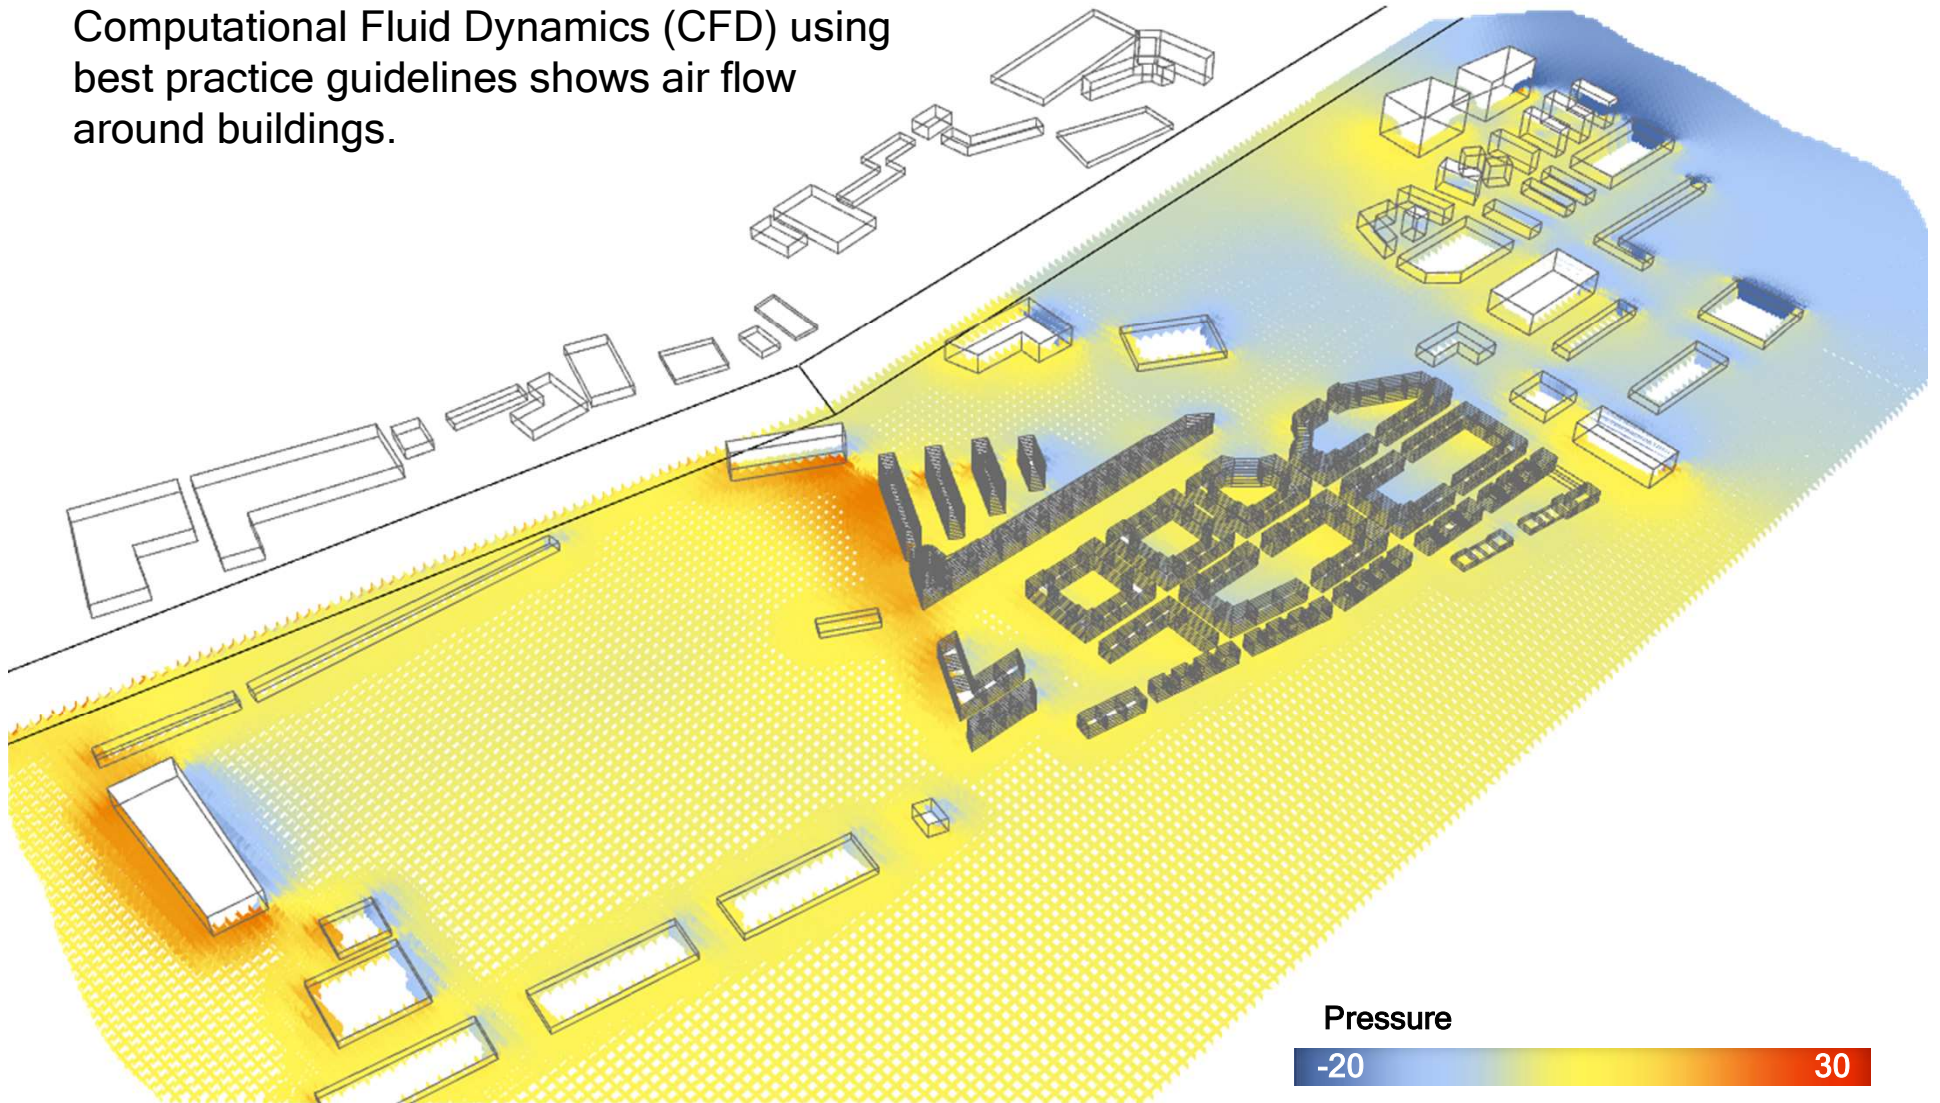 Computational Fluid Dynamics (CFD) using
best practice guidelines shows air flow
around buildings.
Pressure
-20 30